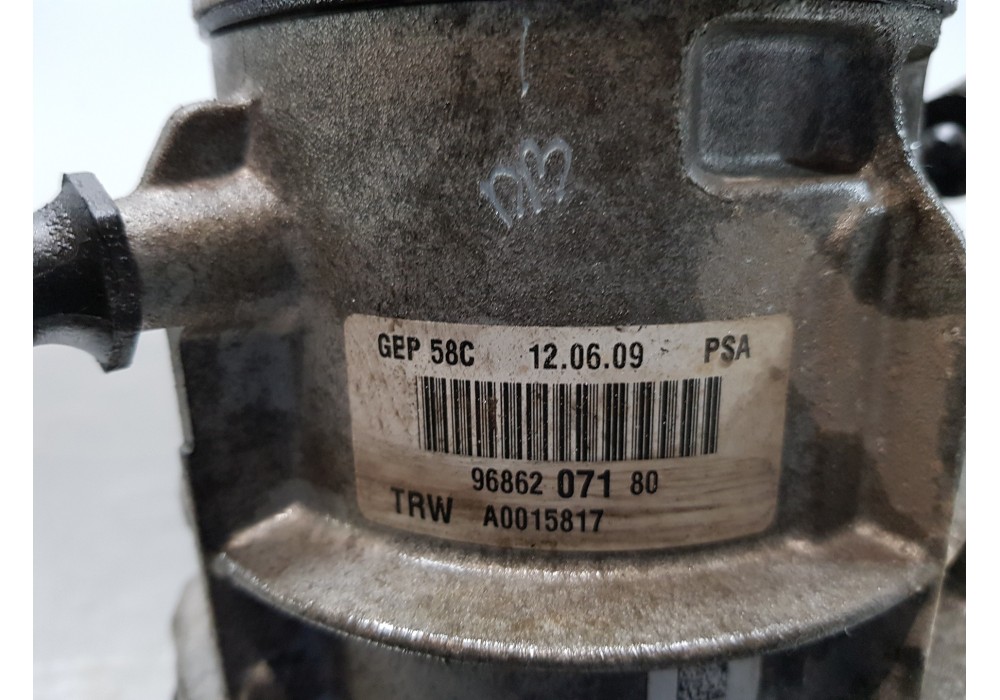 GEP 58C 12.06.09 PSA
96862 071 80
TRW A0015817